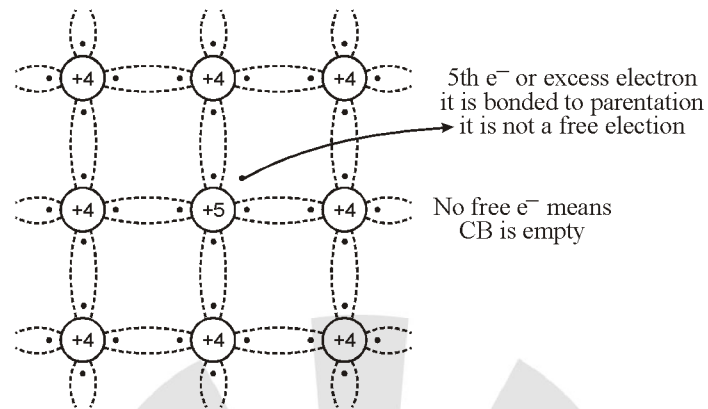 +4 +4 +4
5th e⁻ or excess electron
it is bonded to parentation
it is not a free election
+4 +5 +4
No free e⁻ means
CB is empty
+4 +4 +4